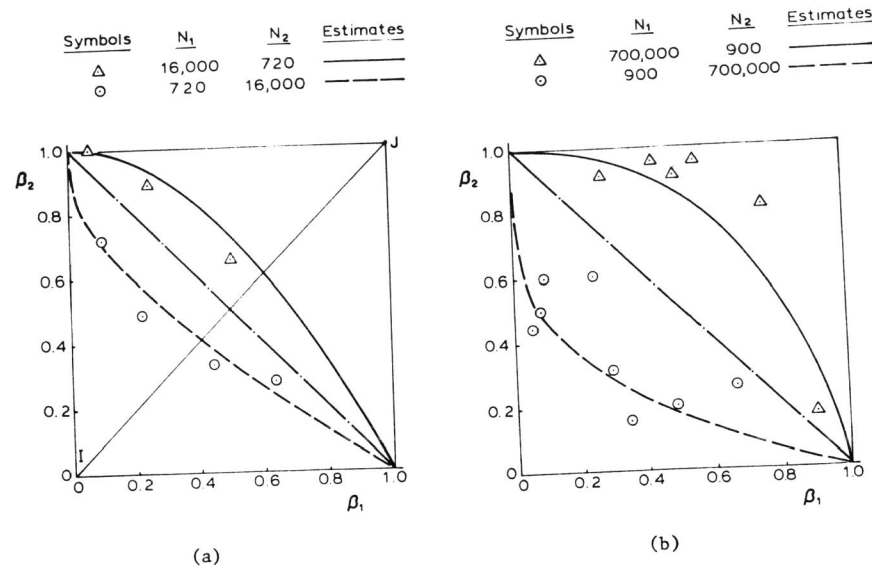 Symbols N₁ N₂ Estimates
△ 16,000 720
⊙ 720 16,000
Symbols N₁ N₂ Estimates
△ 700,000 900
⊙ 900 700,000
J
1.0
β₂
0.8
0.6
0.4
0.2
I
0
0 0.2 0.4 0.6 0.8 1.0
β₁
(a)
1.0
β₂
0.8
0.6
0.4
0.2
0
0 0.2 0.4 0.6 0.8 1.0
β₁
(b)